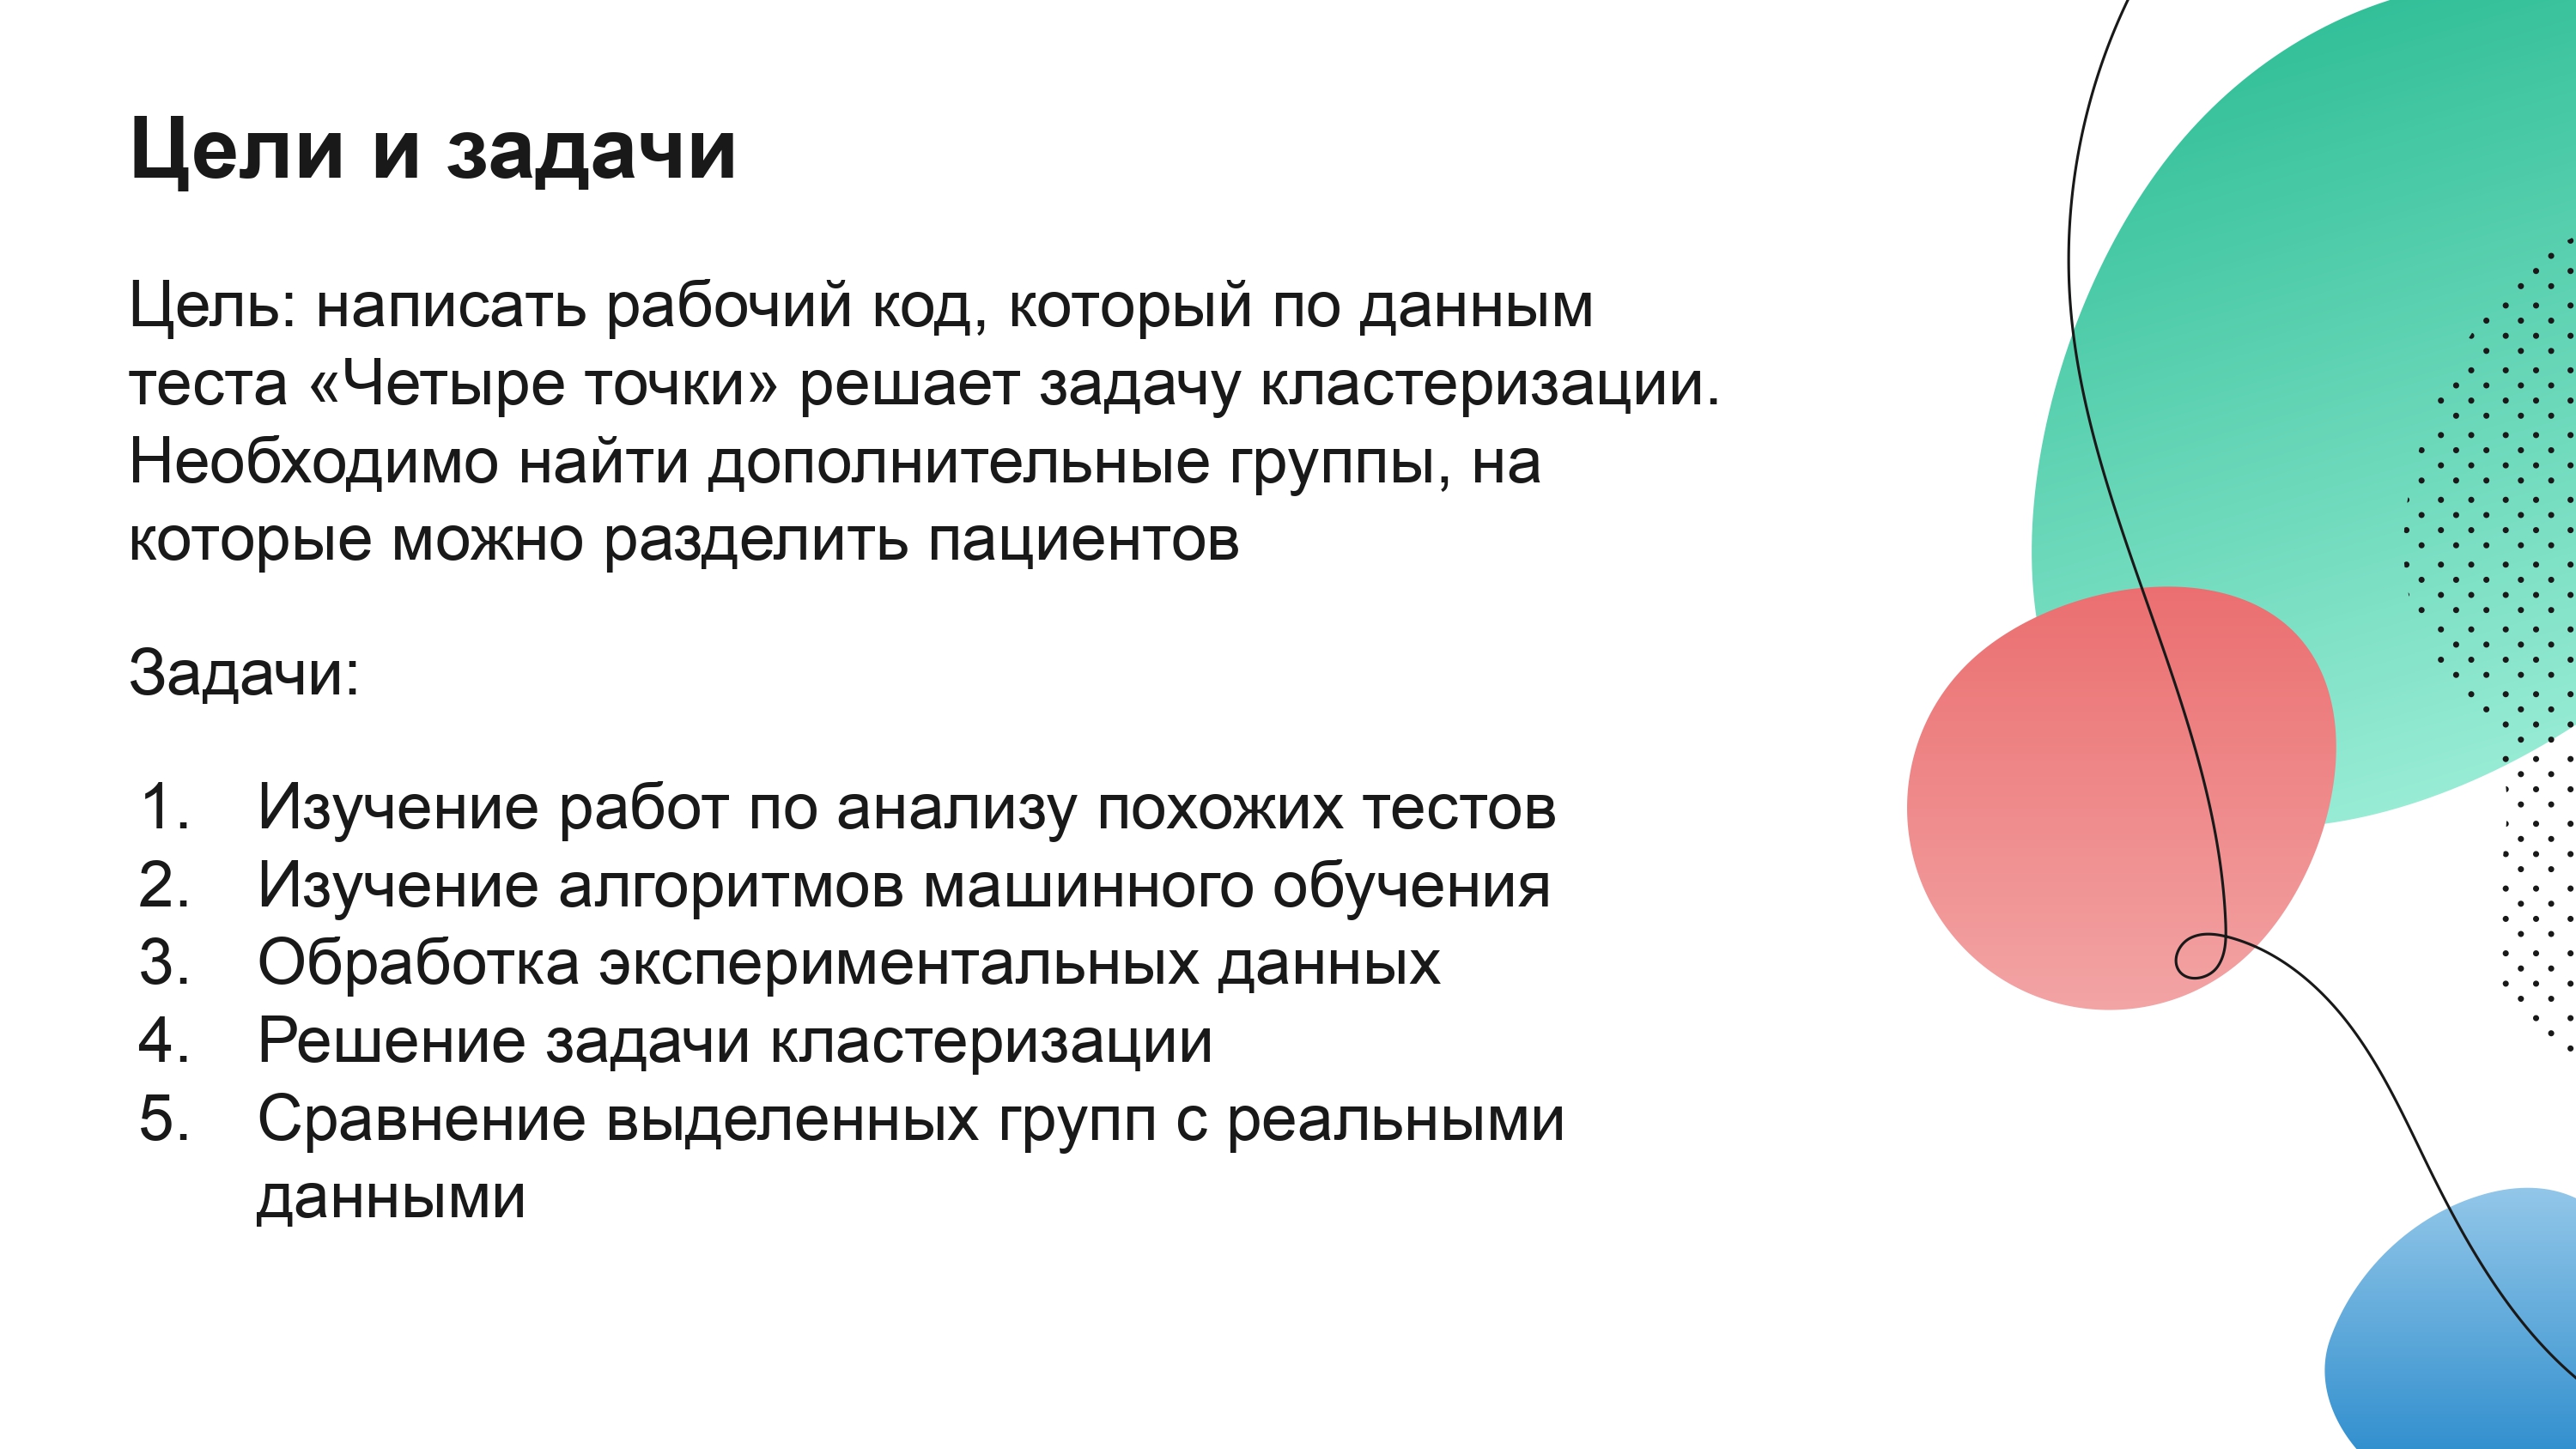 Цели и задачи
Цель: написать рабочий код, который по данным
теста «Четыре точки» решает задачу кластеризации.
Необходимо найти дополнительные группы, на
которые можно разделить пациентов
Задачи:
1. Изучение работ по анализу похожих тестов
2. Изучение алгоритмов машинного обучения
3. Обработка экспериментальных данных
4. Решение задачи кластеризации
5. Сравнение выделенных групп с реальными
данными